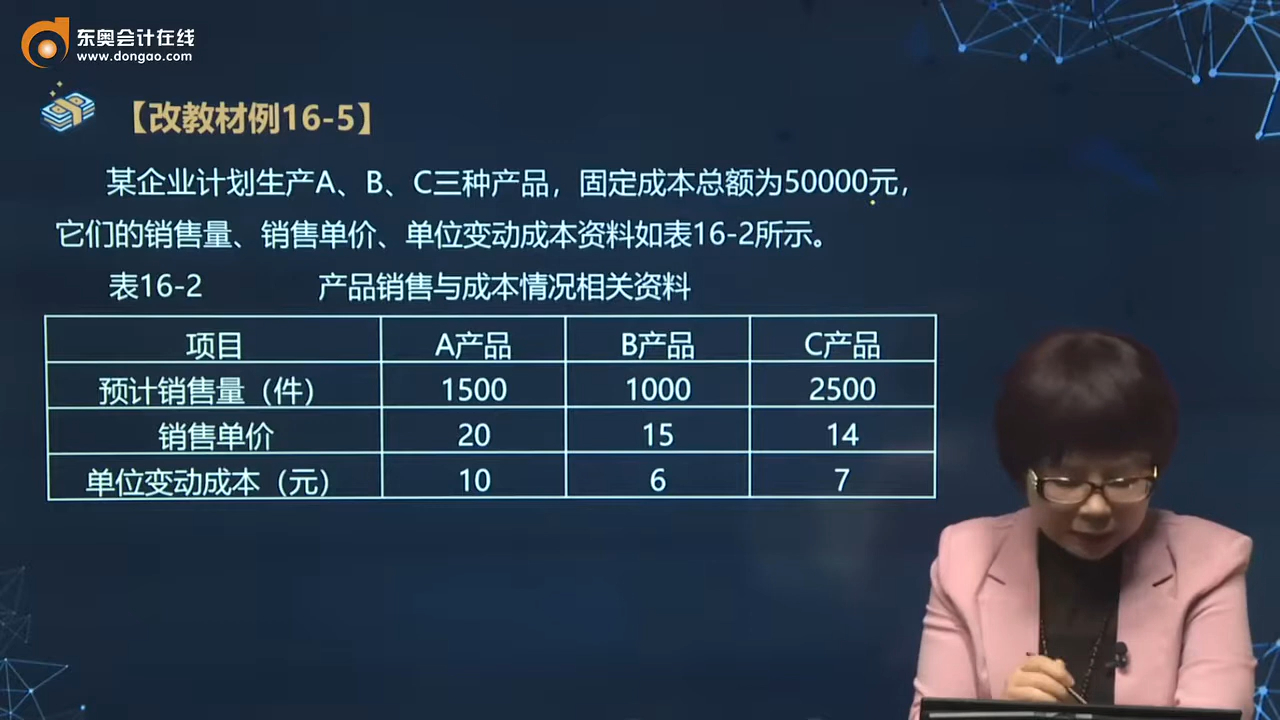 东奥会计在线
www.dongao.com
【改教材例16-5】
某企业计划生产A、B、C三种产品，固定成本总额为50000元，
它们的销售量、销售单价、单位变动成本资料如表16-2所示。
表16-2 产品销售与成本情况相关资料
项目 A产品 B产品 C产品
预计销售量（件） 1500 1000 2500
销售单价 20 15 14
单位变动成本（元） 10 6 7